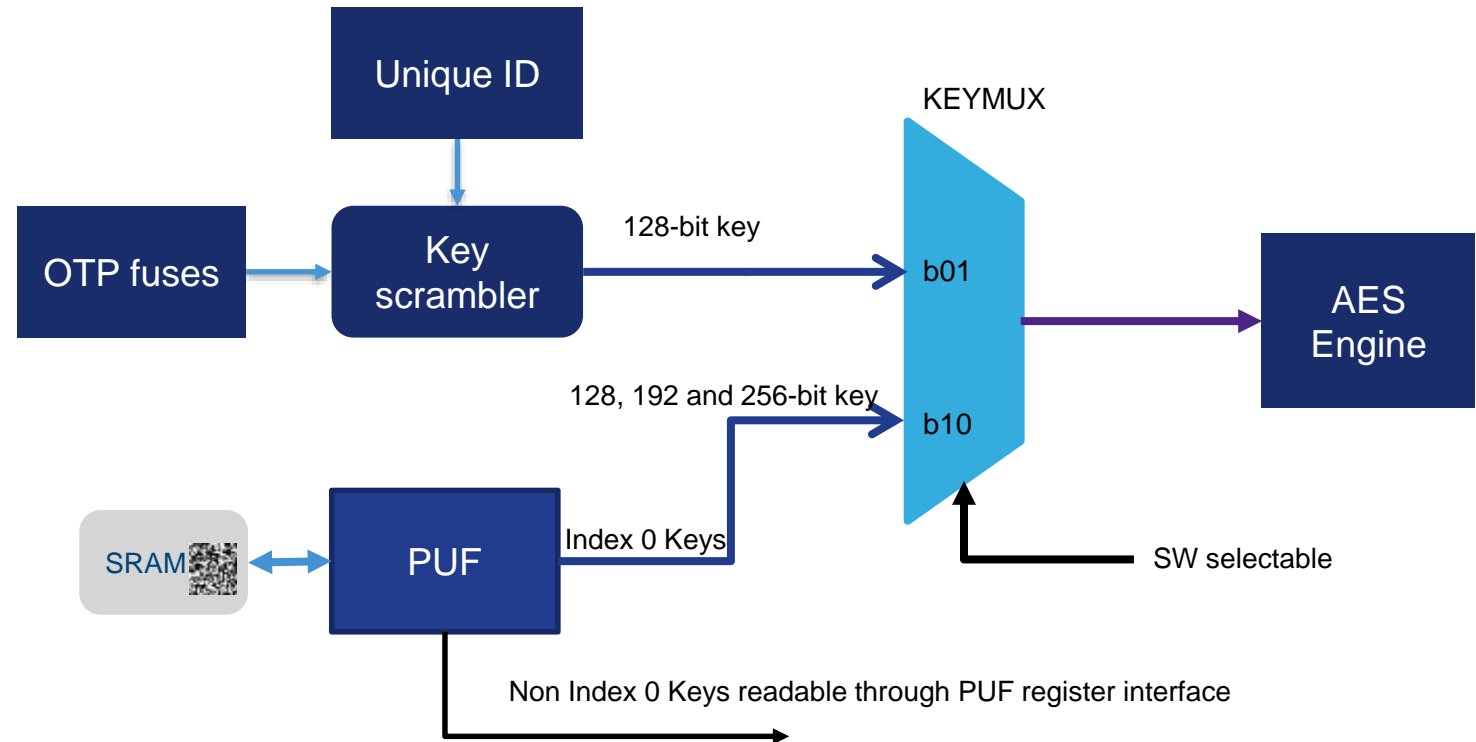 Unique ID
KEYMUX
OTP fuses
Key
scrambler
128-bit key
b01
AES
Engine
128, 192 and 256-bit key
b10
SRAM
PUF
Index 0 Keys
SW selectable
Non Index 0 Keys readable through PUF register interface